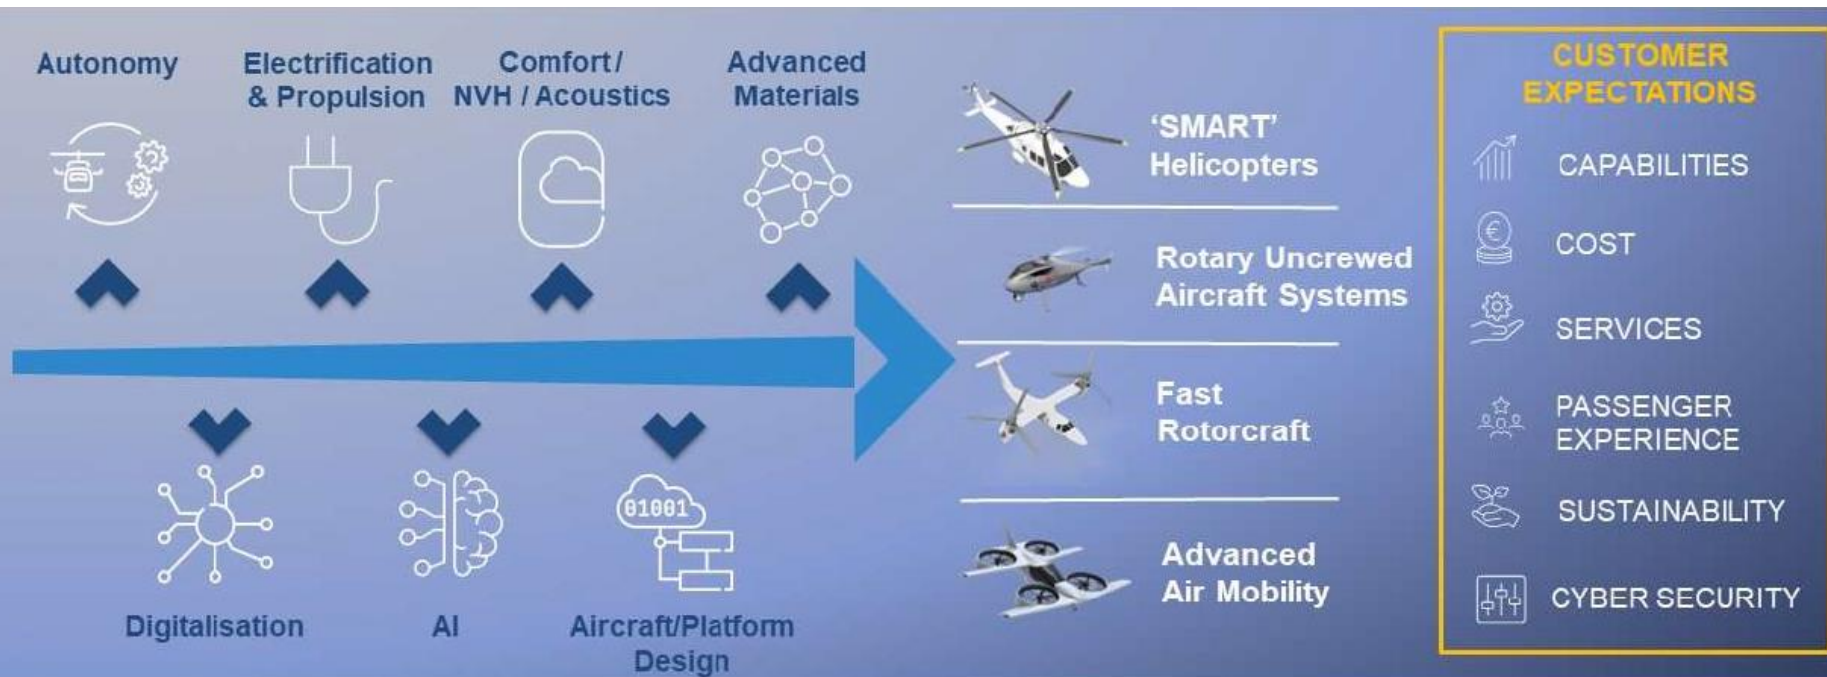 Autonomy
Electrification
& Propulsion
Comfort/
NVH / Acoustics
Advanced
Materials
01001
Digitalisation
AI
Aircraft/Platform
Design
‘SMART’
Helicopters
Rotary Uncrewed
Aircraft Systems
Fast
Rotorcraft
Advanced
Air Mobility
CUSTOMER
EXPECTATIONS
CAPABILITIES
€
COST
SERVICES
PASSENGER
EXPERIENCE
SUSTAINABILITY
CYBER SECURITY